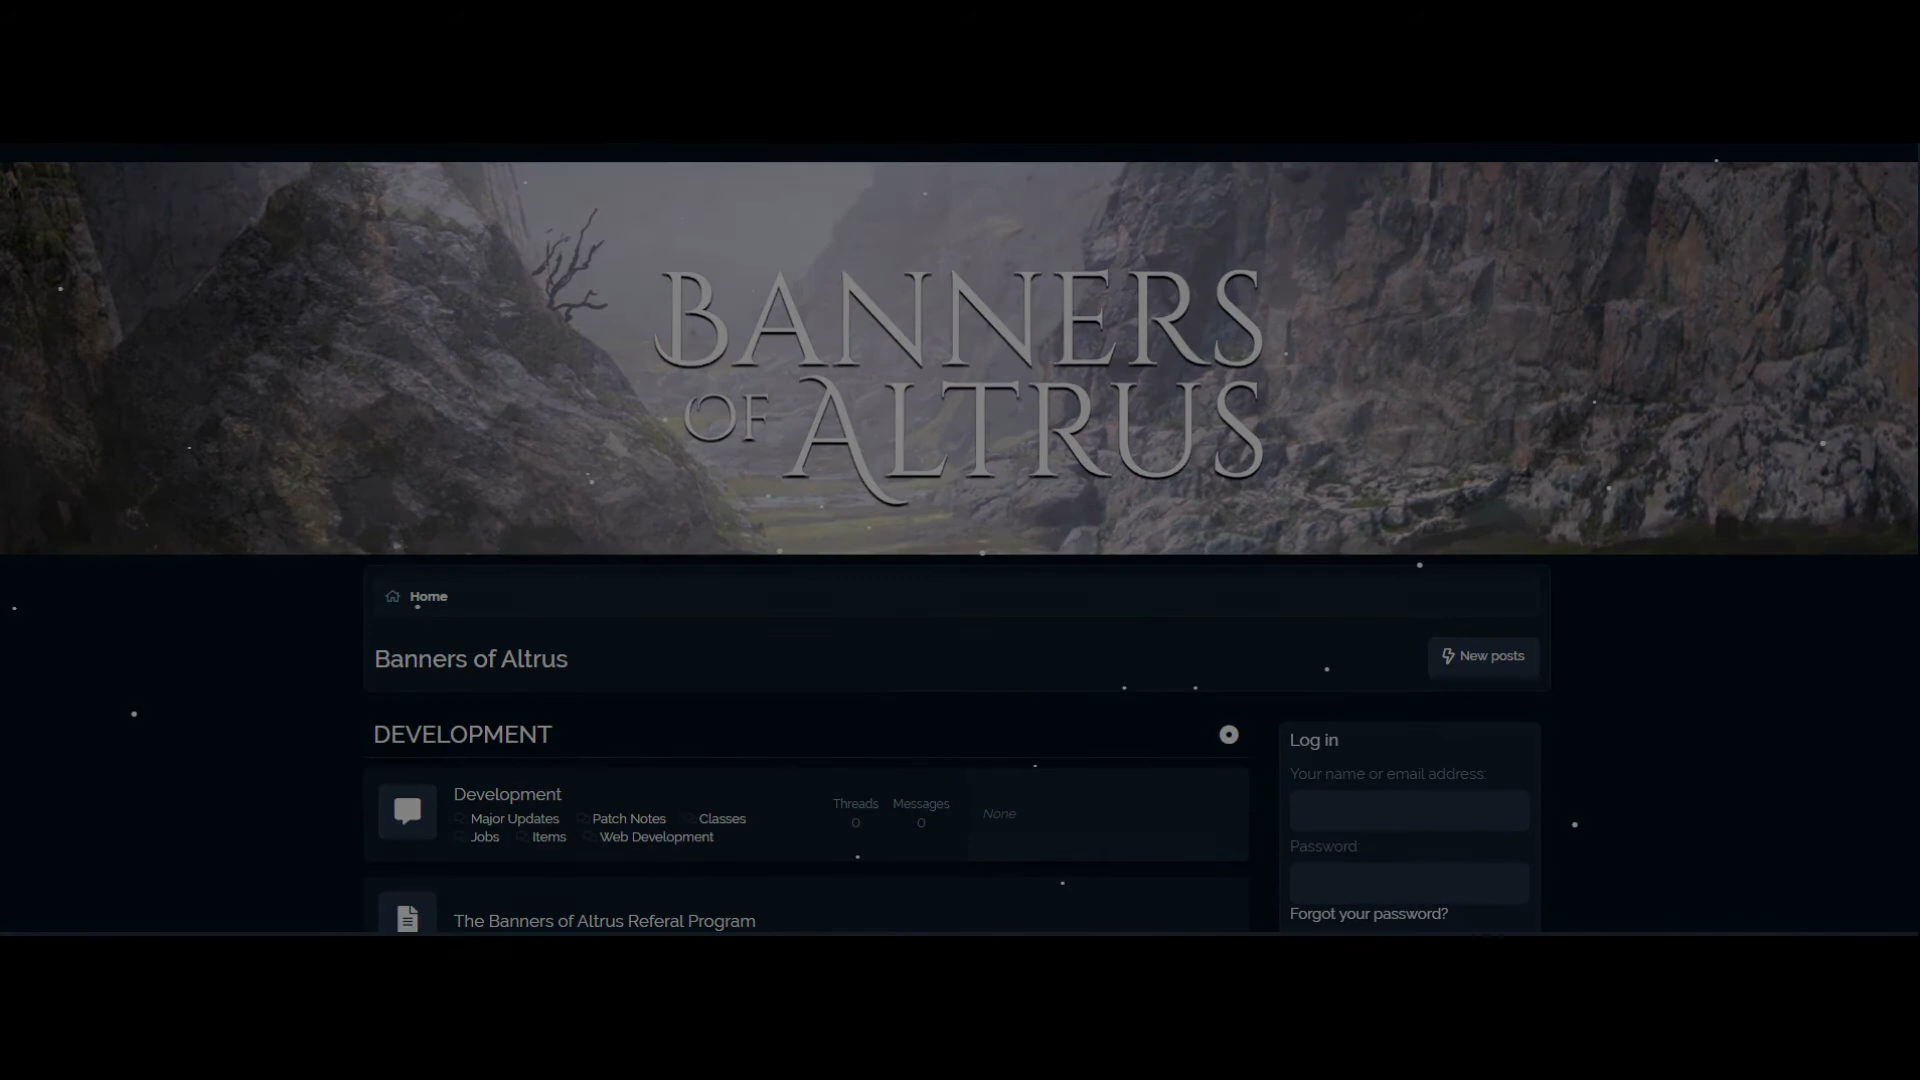 BANNERS
OF ALTRUS
Home
Banners of Altrus
New posts
DEVELOPMENT
Development
Major Updates Patch Notes Classes
Jobs Items Web Development
Threads Messages
0 0
None
The Banners of Altrus Referal Program
Log in
Your name or email address:
Password:
Forgot your password?